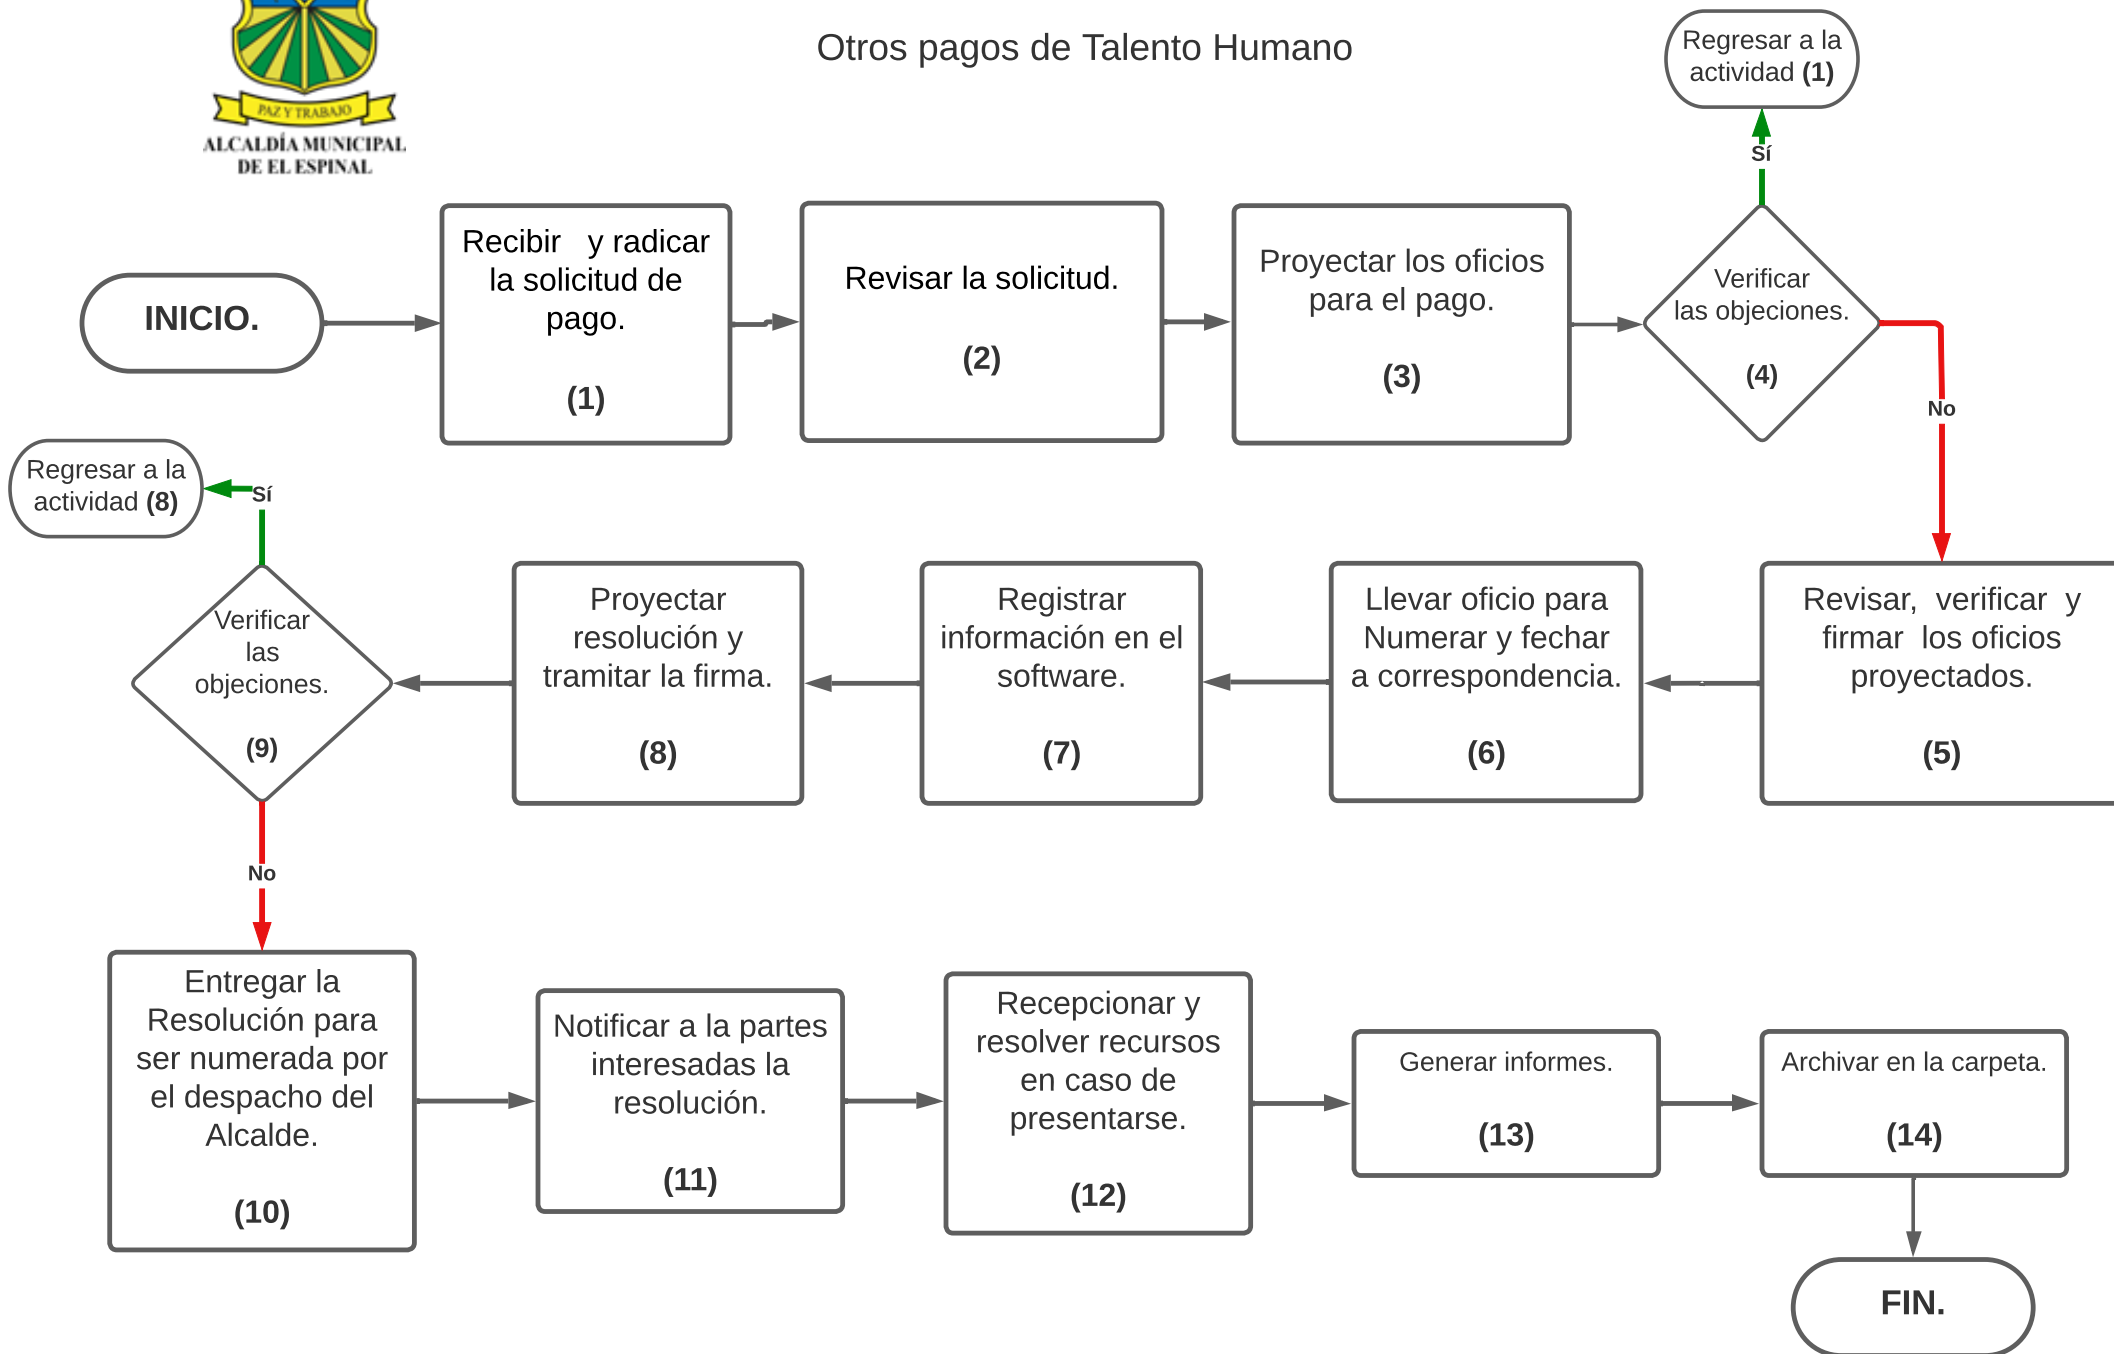 PAZ Y TRABAJO
ALCALDÍA MUNICIPAL
DE EL ESPINAL
Otros pagos de Talento Humano
Regresar a la
actividad (1)
Sí
INICIO.
Recibir y radicar
la solicitud de
pago.
(1)
Revisar la solicitud.
(2)
Proyectar los oficios
para el pago.
(3)
Verificar
las objeciones.
(4)
No
Revisar, verificar y
firmar los oficios
proyectados.
(5)
Llevar oficio para
Numerar y fechar
a correspondencia.
(6)
Registrar
información en el
software.
(7)
Proyectar
resolución y
tramitar la firma.
(8)
Verificar
las
objeciones.
(9)
Sí
Regresar a la
actividad (8)
No
Entregar la
Resolución para
ser numerada por
el despacho del
Alcalde.
(10)
Notificar a la partes
interesadas la
resolución.
(11)
Recepcionar y
resolver recursos
en caso de
presentarse.
(12)
Generar informes.
(13)
Archivar en la carpeta.
(14)
FIN.